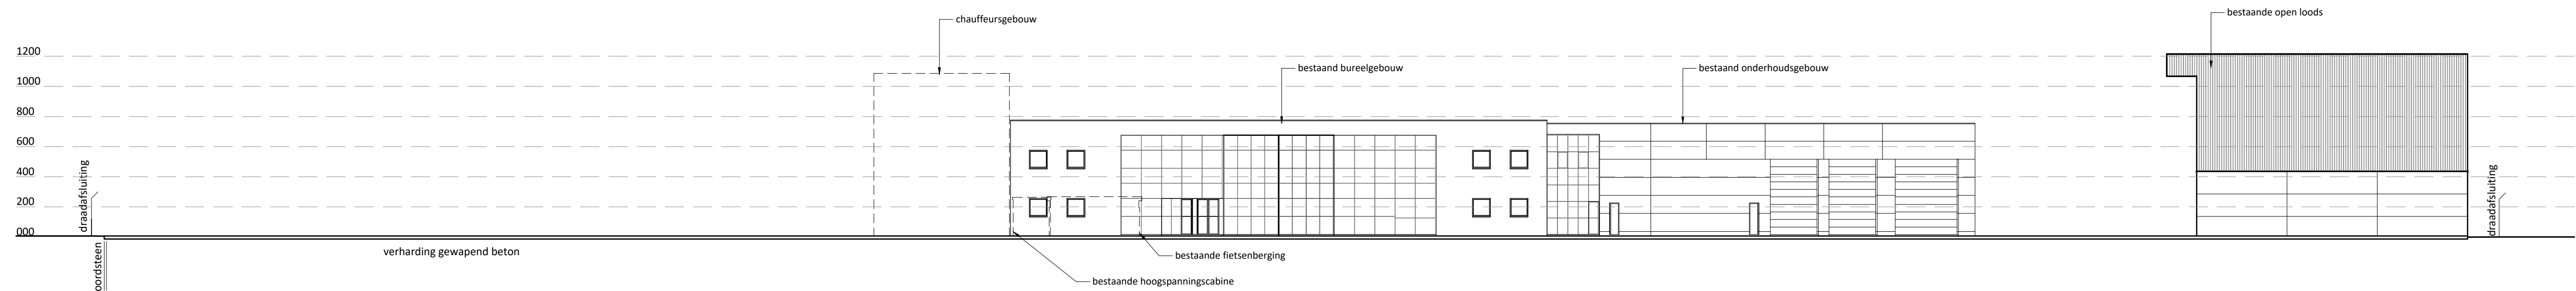 chauffeursgebouw
bestaande open loods
1200
bestaand bureelgebouw
bestaand onderhoudsgebouw
1000
800
600
400
200
000
draadafsluiting
draadafsluiting
oordsteen
verharding gewapend beton
bestaande fietsenberging
bestaande hoogspanningscabine